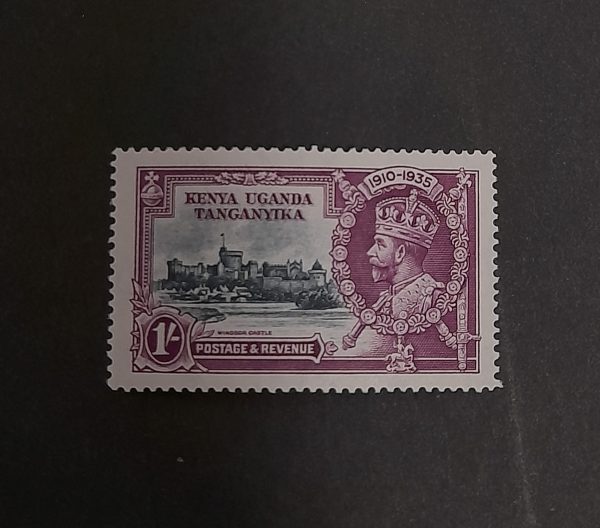 1910-1935
KENYA UGANDA
TANGANYIKA
WINDSOR CASTLE
1/-
POSTAGE & REVENUE